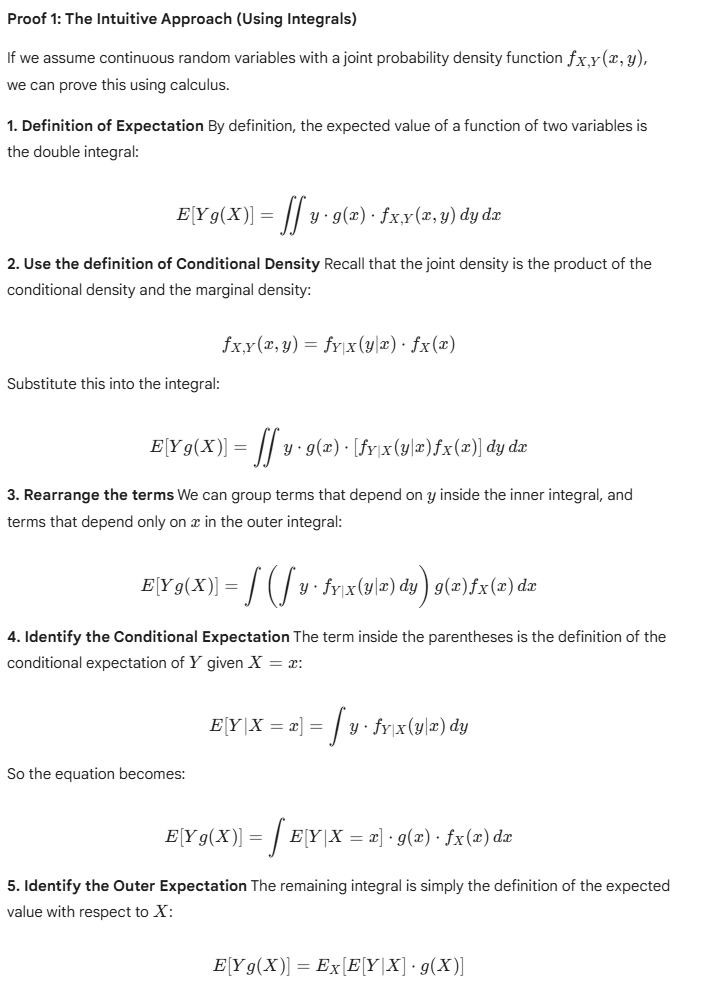 Proof 1: The Intuitive Approach (Using Integrals)
If we assume continuous random variables with a joint probability density function f_{X,Y}(x, y),
we can prove this using calculus.
1. Definition of Expectation By definition, the expected value of a function of two variables is
the double integral:
E[Yg(X)] = ∬ y · g(x) · f_{X,Y}(x, y) dy dx
2. Use the definition of Conditional Density Recall that the joint density is the product of the
conditional density and the marginal density:
f_{X,Y}(x, y) = f_{Y|X}(y|x) · f_X(x)
Substitute this into the integral:
E[Yg(X)] = ∬ y · g(x) · [f_{Y|X}(y|x)f_X(x)] dy dx
3. Rearrange the terms We can group terms that depend on y inside the inner integral, and
terms that depend only on x in the outer integral:
E[Yg(X)] = ∫ (∫ y · f_{Y|X}(y|x) dy) g(x)f_X(x) dx
4. Identify the Conditional Expectation The term inside the parentheses is the definition of the
conditional expectation of Y given X = x:
E[Y|X = x] = ∫ y · f_{Y|X}(y|x) dy
So the equation becomes:
E[Yg(X)] = ∫ E[Y|X = x] · g(x) · f_X(x) dx
5. Identify the Outer Expectation The remaining integral is simply the definition of the expected
value with respect to X:
E[Yg(X)] = E_X[E[Y|X] · g(X)]